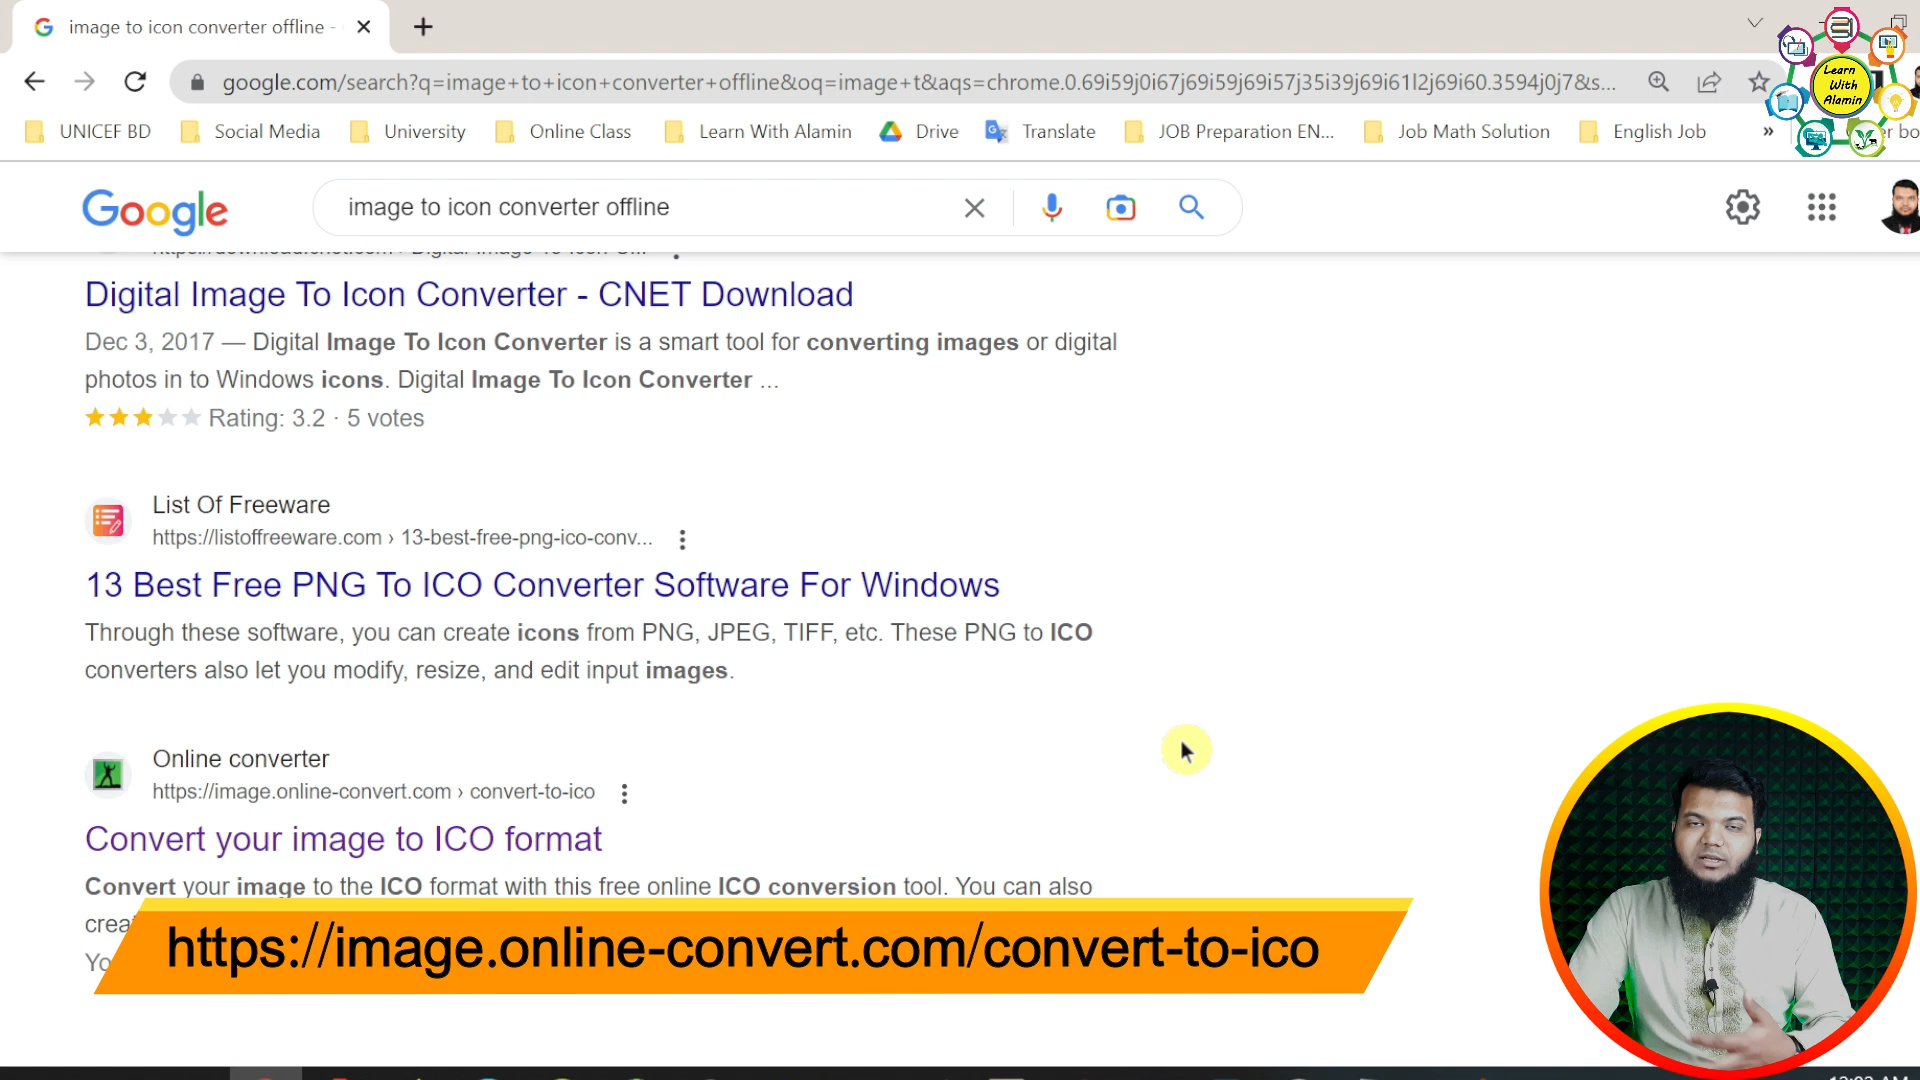 image to icon converter offline -
google.com/search?q=image+to+icon+converter+offline&oq=image+t&aqs=chrome.0.69i59j0i67j69i59j69i57j35i39j69i61l2j69i60.3594j0j7&s...
Learn
With
Alamin
UNICEF BD
Social Media
University
Online Class
Learn With Alamin
Drive
Translate
JOB Preparation EN...
Job Math Solution
English Job
»
Google
image to icon converter offline
Digital Image To Icon Converter - CNET Download
Dec 3, 2017 — Digital Image To Icon Converter is a smart tool for converting images or digital
photos in to Windows icons. Digital Image To Icon Converter ...
Rating: 3.2 · 5 votes
List Of Freeware
https://listoffreeware.com › 13-best-free-png-ico-conv...
13 Best Free PNG To ICO Converter Software For Windows
Through these software, you can create icons from PNG, JPEG, TIFF, etc. These PNG to ICO
converters also let you modify, resize, and edit input images.
Online converter
https://image.online-convert.com › convert-to-ico
Convert your image to ICO format
Convert your image to the ICO format with this free online ICO conversion tool. You can also
https://image.online-convert.com/convert-to-ico